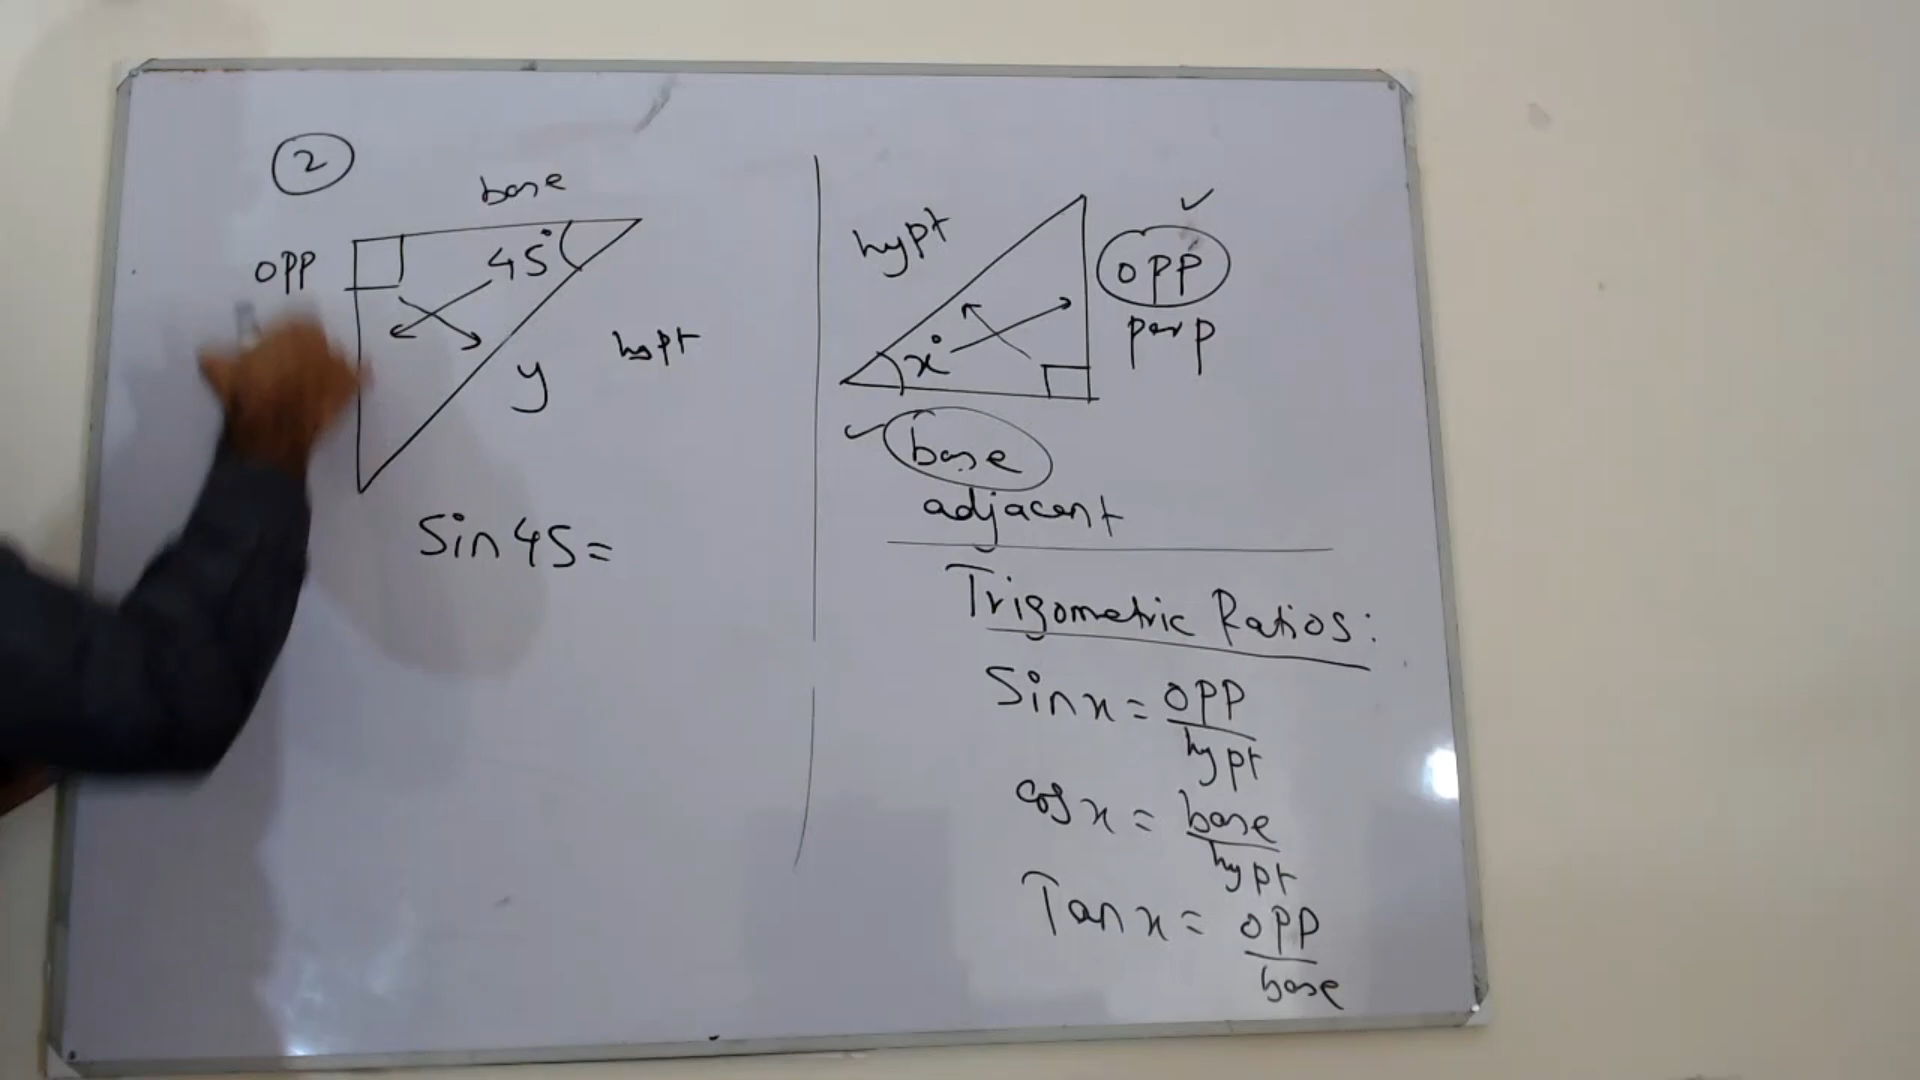 2
base
opp
45°
hypt
y
Sin 45 =
hypt
opp
perp
x°
base
adjacent
Trigometric Ratios:
Sin x = opp
hypt
cos x = base
hypt
Tan x = opp
base